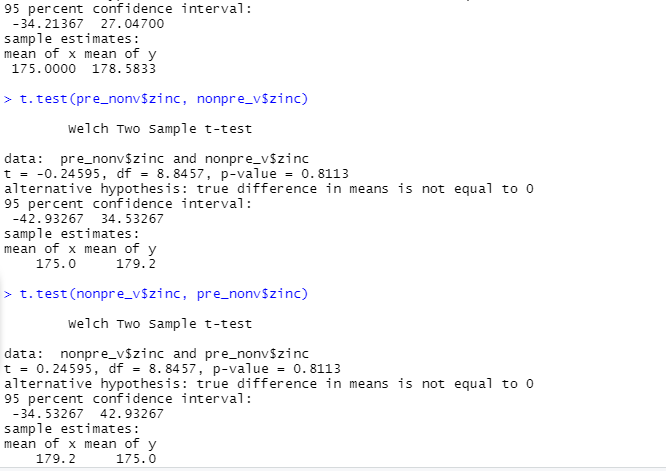 95 percent confidence interval:
-34.21367 27.04700
sample estimates:
mean of x mean of y
175.0000 178.5833
> t.test(pre_nonv$zinc, nonpre_v$zinc)
Welch Two Sample t-test
data: pre_nonv$zinc and nonpre_v$zinc
t = -0.24595, df = 8.8457, p-value = 0.8113
alternative hypothesis: true difference in means is not equal to 0
95 percent confidence interval:
-42.93267 34.53267
sample estimates:
mean of x mean of y
175.0 179.2
> t.test(nonpre_v$zinc, pre_nonv$zinc)
Welch Two Sample t-test
data: nonpre_v$zinc and pre_nonv$zinc
t = 0.24595, df = 8.8457, p-value = 0.8113
alternative hypothesis: true difference in means is not equal to 0
95 percent confidence interval:
-34.53267 42.93267
sample estimates:
mean of x mean of y
179.2 175.0